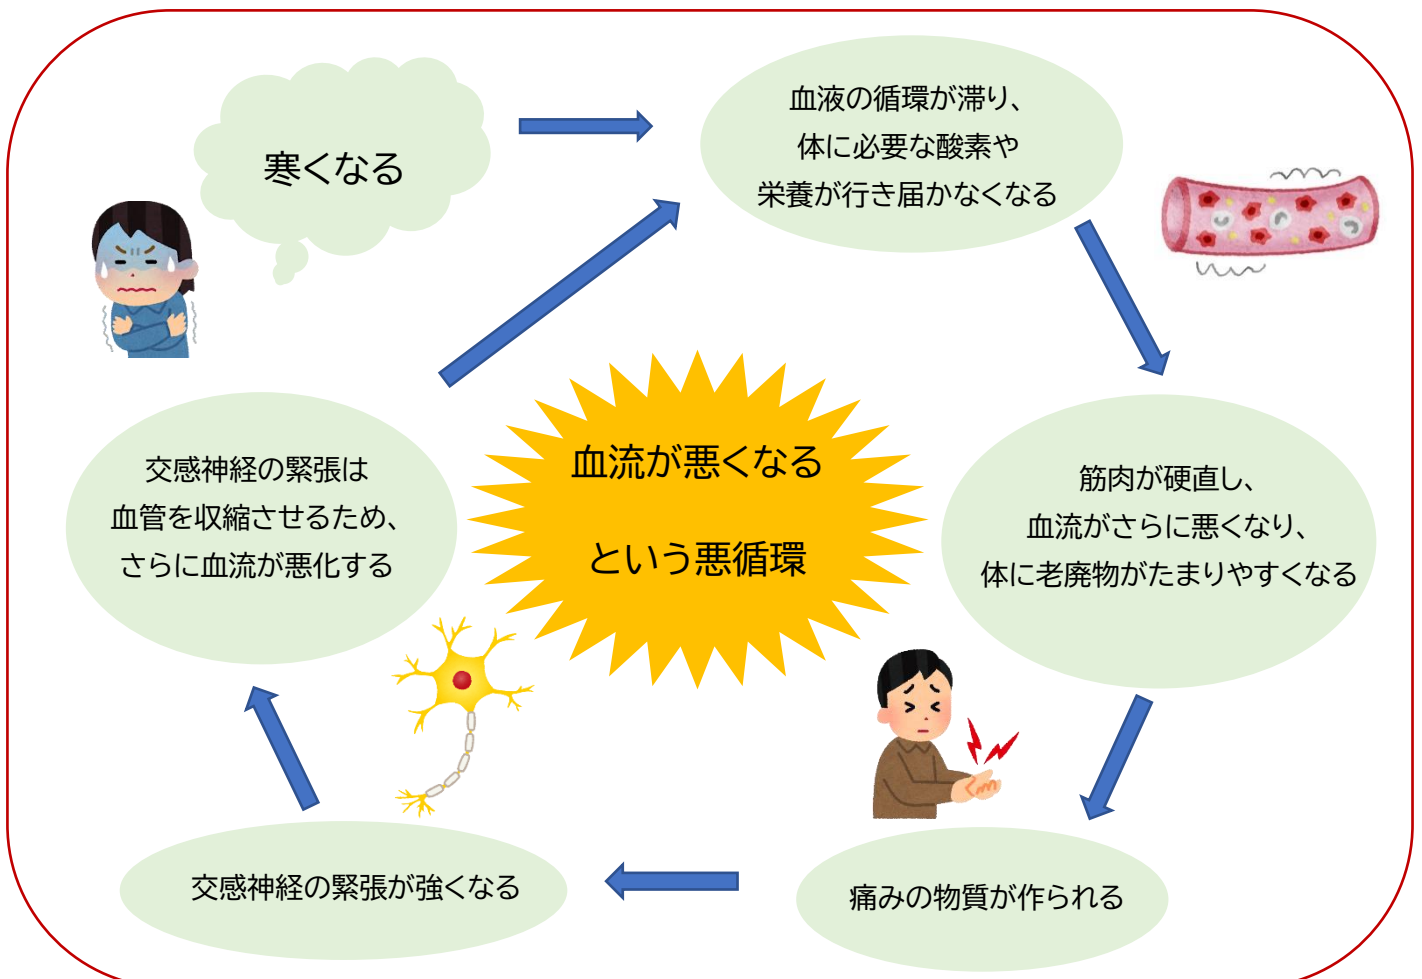 寒くなる
血液の循環が滞り、
体に必要な酸素や
栄養が行き届かなくなる
筋肉が硬直し、
血流がさらに悪くなり、
体に老廃物がたまりやすくなる
痛みの物質が作られる
交感神経の緊張が強くなる
交感神経の緊張は
血管を収縮させるため、
さらに血流が悪化する
血流が悪くなる
という悪循環